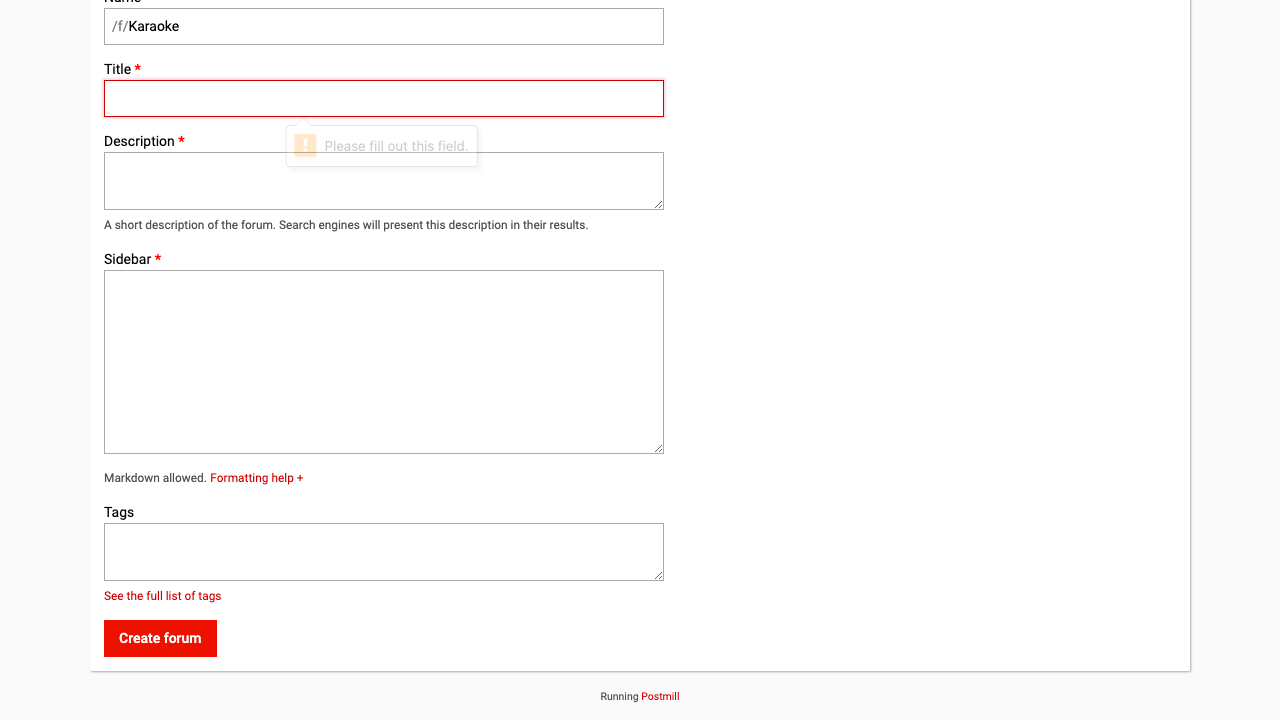 Name
/f/Karaoke
Title *
Please fill out this field.
Description *
A short description of the forum. Search engines will present this description in their results.
Sidebar *
Markdown allowed. Formatting help +
Tags
See the full list of tags
Create forum
Running Postmill